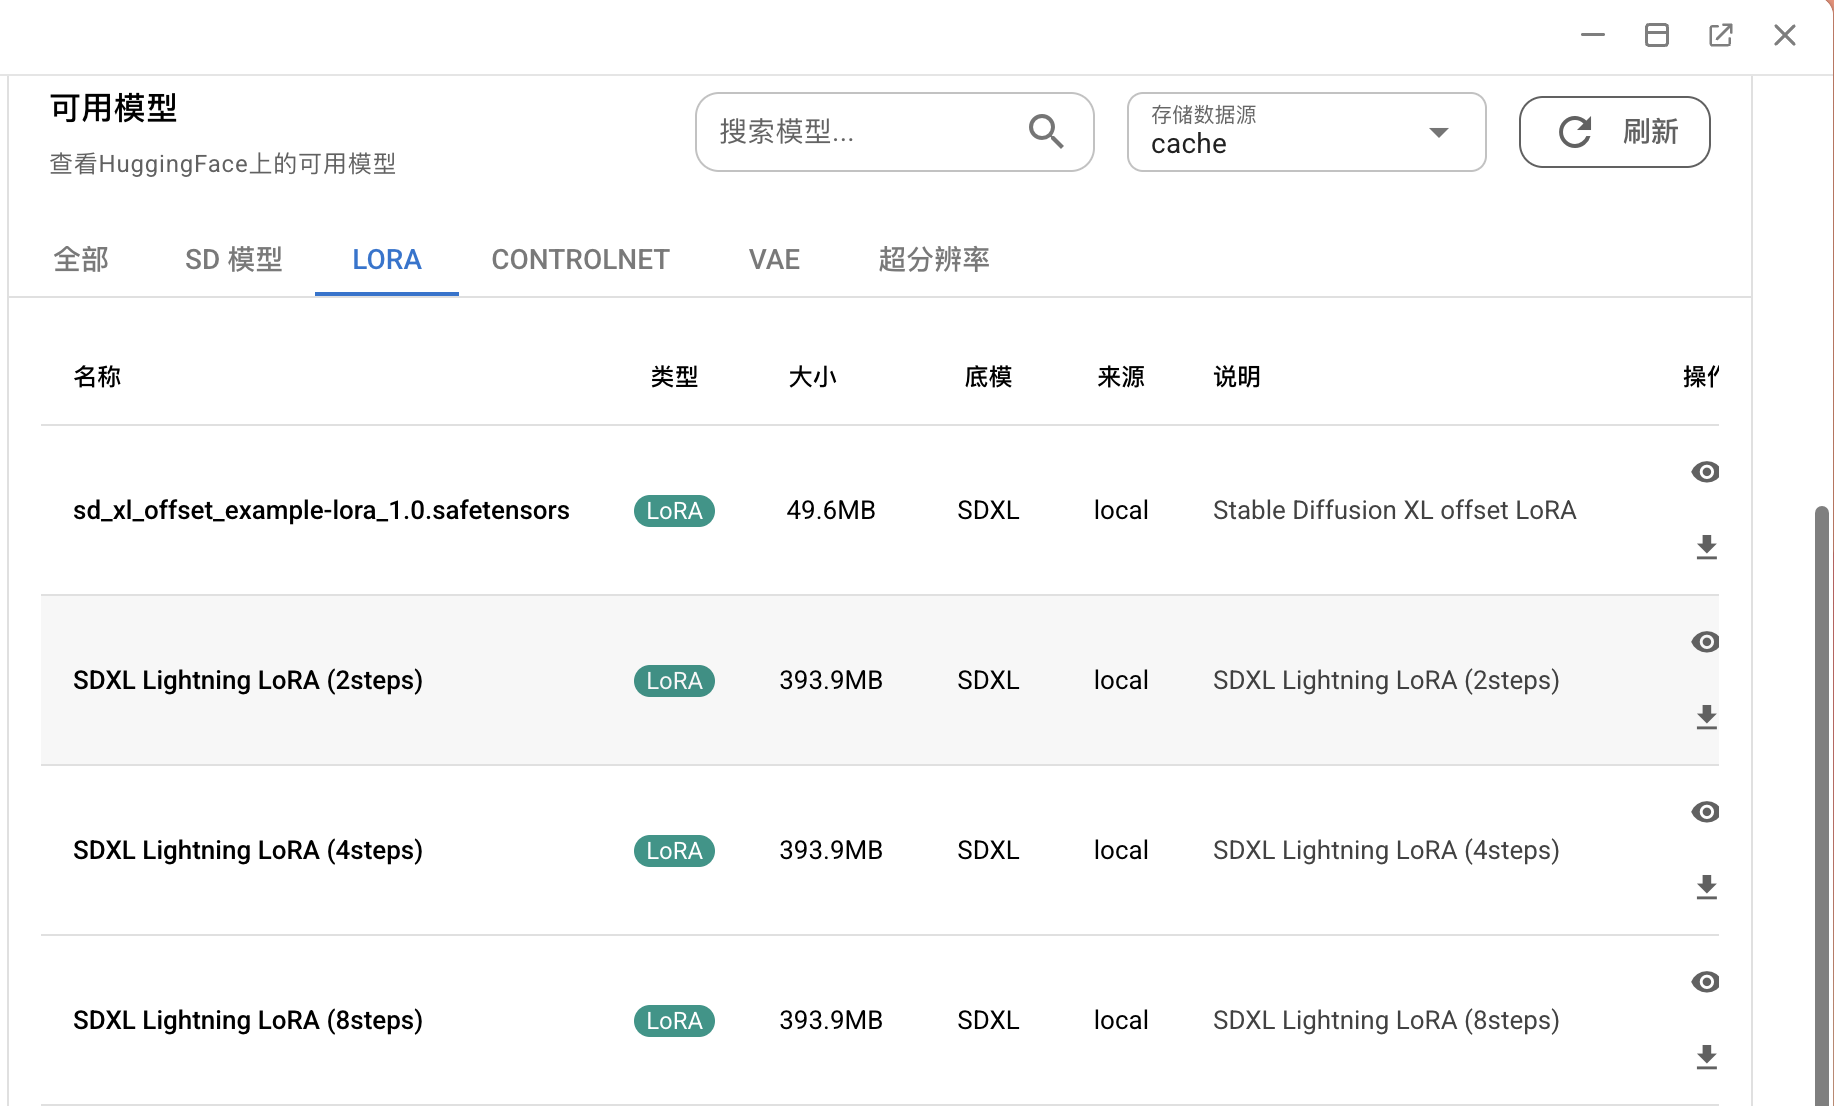 可用模型
查看HuggingFace上的可用模型
搜索模型...
存储数据源
cache
刷新
全部 SD 模型 LORA CONTROLNET VAE 超分辨率
名称 类型 大小 底模 来源 说明 操
sd_xl_offset_example-lora_1.0.safetensors LoRA 49.6MB SDXL local Stable Diffusion XL offset LoRA
SDXL Lightning LoRA (2steps) LoRA 393.9MB SDXL local SDXL Lightning LoRA (2steps)
SDXL Lightning LoRA (4steps) LoRA 393.9MB SDXL local SDXL Lightning LoRA (4steps)
SDXL Lightning LoRA (8steps) LoRA 393.9MB SDXL local SDXL Lightning LoRA (8steps)